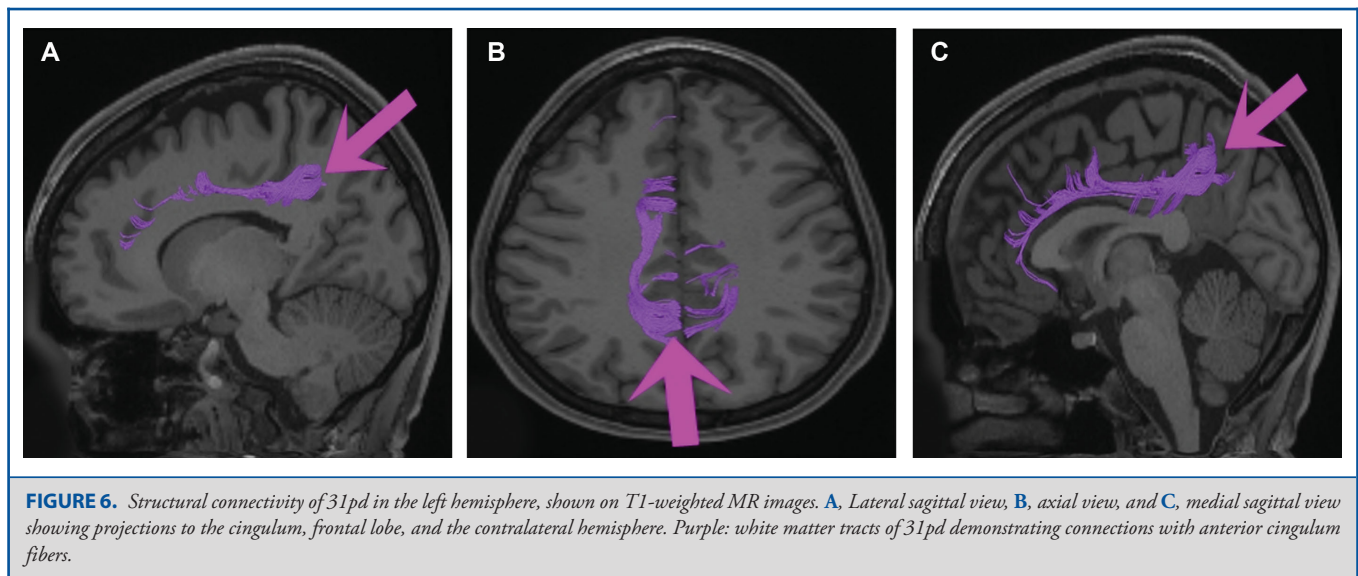 A
B
C
FIGURE 6. Structural connectivity of 31pd in the left hemisphere, shown on T1-weighted MR images. A, Lateral sagittal view, B, axial view, and C, medial sagittal view
showing projections to the cingulum, frontal lobe, and the contralateral hemisphere. Purple: white matter tracts of 31pd demonstrating connections with anterior cingulum
fibers.